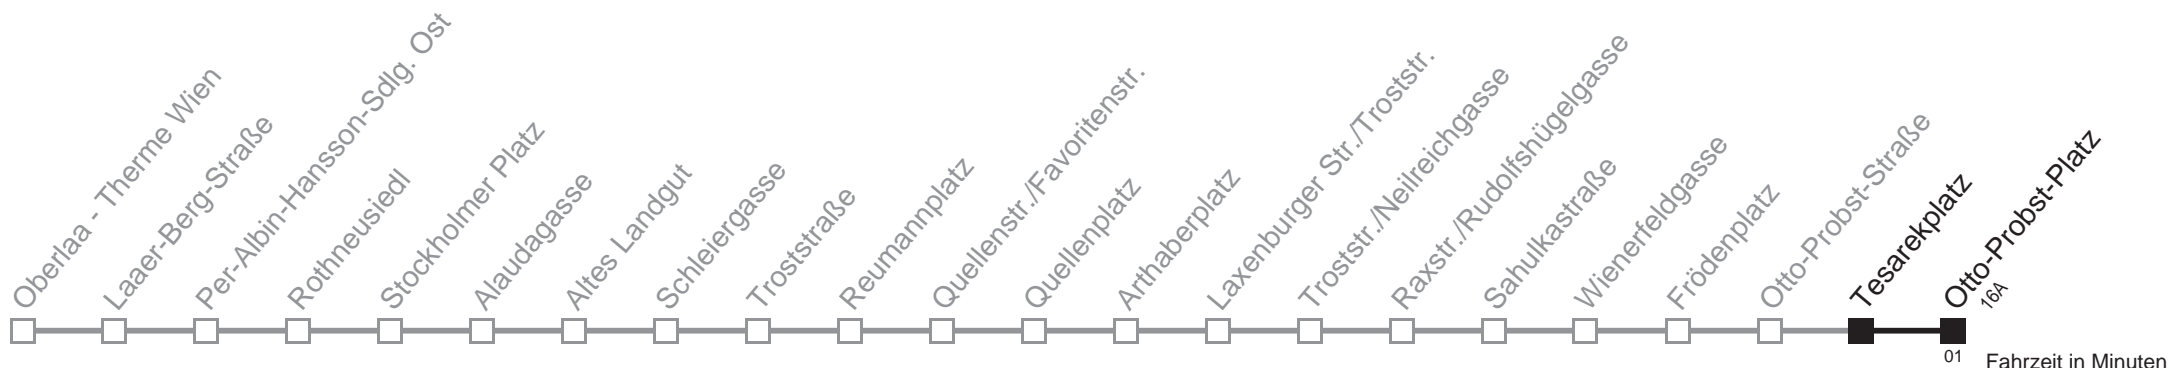 Oberlaa - Therme Wien
Laaer-Berg-Straße
Per-Albin-Hansson-Sdlg. Ost
Rothneusiedl
Stockholmer Platz
Alaudagasse
Altes Landgut
Schleiergasse
Troststraße
Reumannplatz
Quellenstr./Favoritenstr.
Quellenplatz
Arthaberplatz
Laxenburger Str./Troststr.
Troststr./Neilreichgasse
Raxstr./Rudolfshügelgasse
Sahulkastraße
Wienerfeldgasse
Frödenplatz
Otto-Probst-Straße
Tesarekplatz
Otto-Probst-Platz
16A
01
Fahrzeit in Minuten